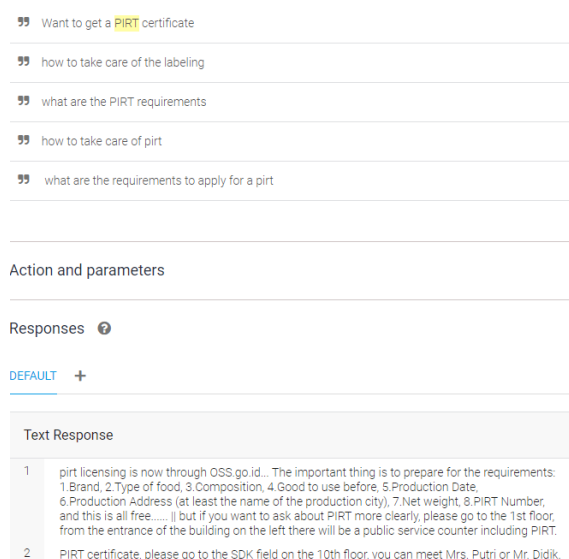 Want to get a PIRT certificate
how to take care of the labeling
what are the PIRT requirements
how to take care of pirt
what are the requirements to apply for a pirt
Action and parameters
Responses
DEFAULT +
Text Response
1 pirt licensing is now through OSS.go.id... The important thing is to prepare for the requirements:
1.Brand, 2.Type of food, 3.Composition, 4.Good to use before, 5.Production Date,
6.Production Address (at least the name of the production city), 7.Net weight, 8.PIRT Number,
and this is all free...... || but if you want to ask about PIRT more clearly, please go to the 1st floor,
from the entrance of the building on the left there will be a public service counter including PIRT.
2 PIRT certificate, please go to the SDK field on the 10th floor, you can meet Mrs. Putri or Mr. Didik.